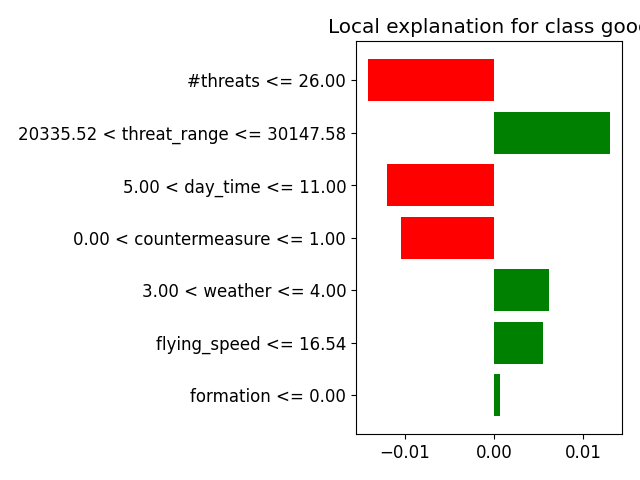 Local explanation for class goo
#threats <= 26.00
20335.52 < threat_range <= 30147.58
5.00 < day_time <= 11.00
0.00 < countermeasure <= 1.00
3.00 < weather <= 4.00
flying_speed <= 16.54
formation <= 0.00
−0.01 0.00 0.01